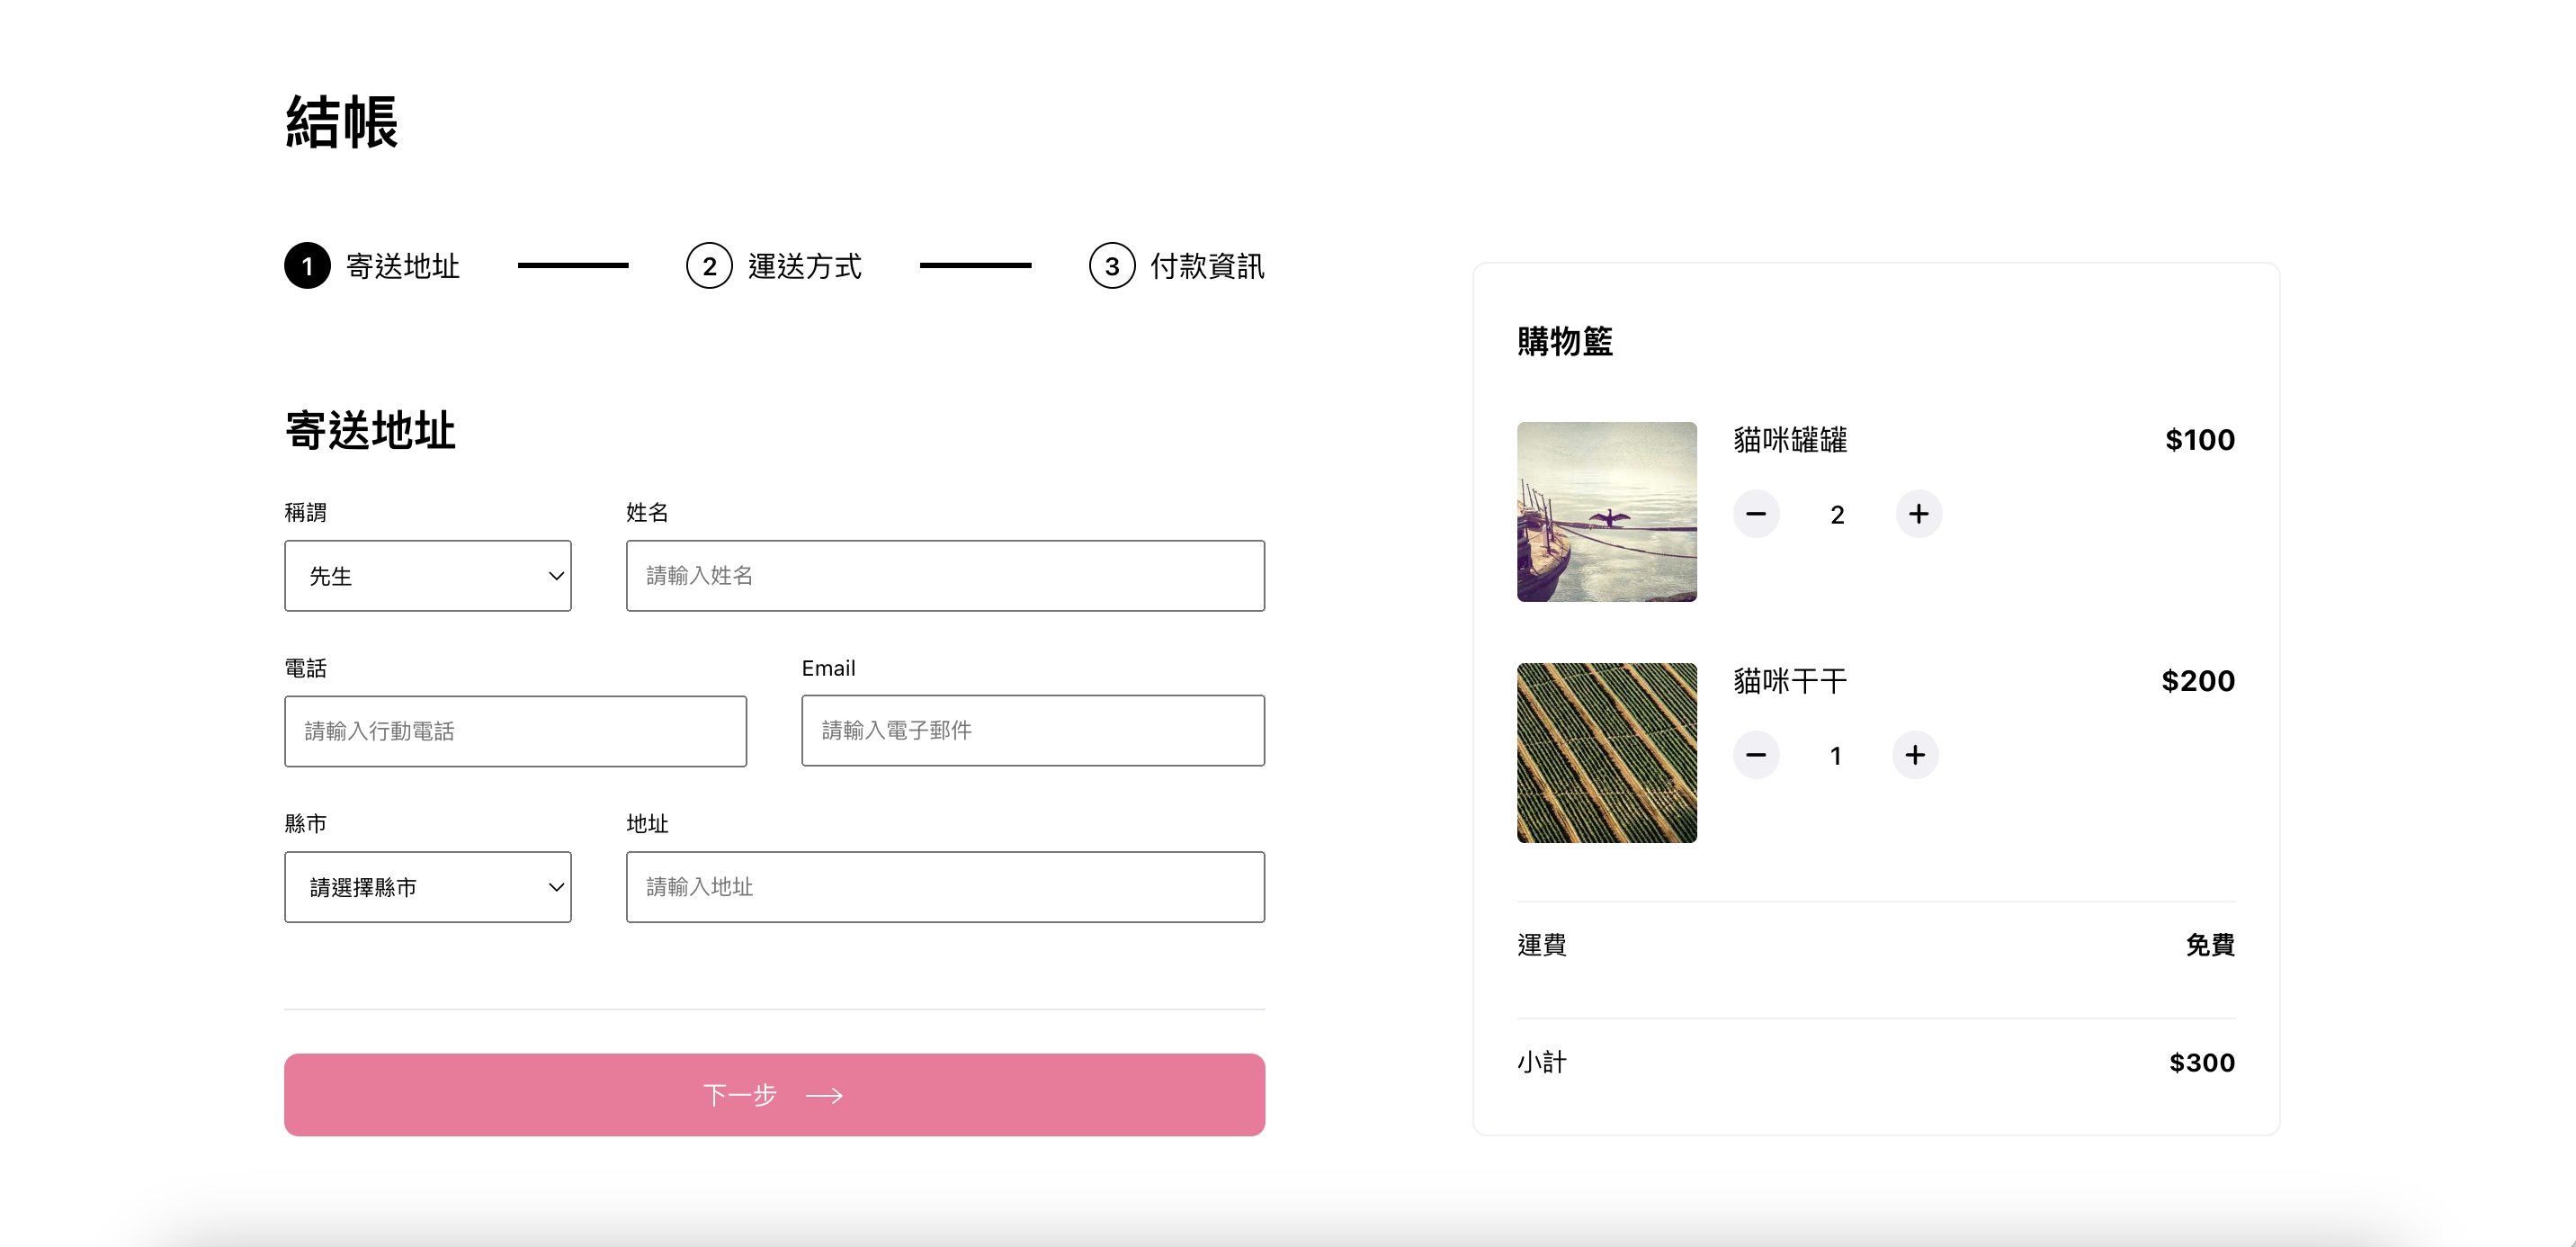 結帳
1 寄送地址 2 運送方式 3 付款資訊
寄送地址
稱謂 姓名
先生 請輸入姓名
電話 Email
請輸入行動電話 請輸入電子郵件
縣市 地址
請選擇縣市 請輸入地址
下一步
購物籃
貓咪罐罐 $100
2
貓咪干干 $200
1
運費 免費
小計 $300